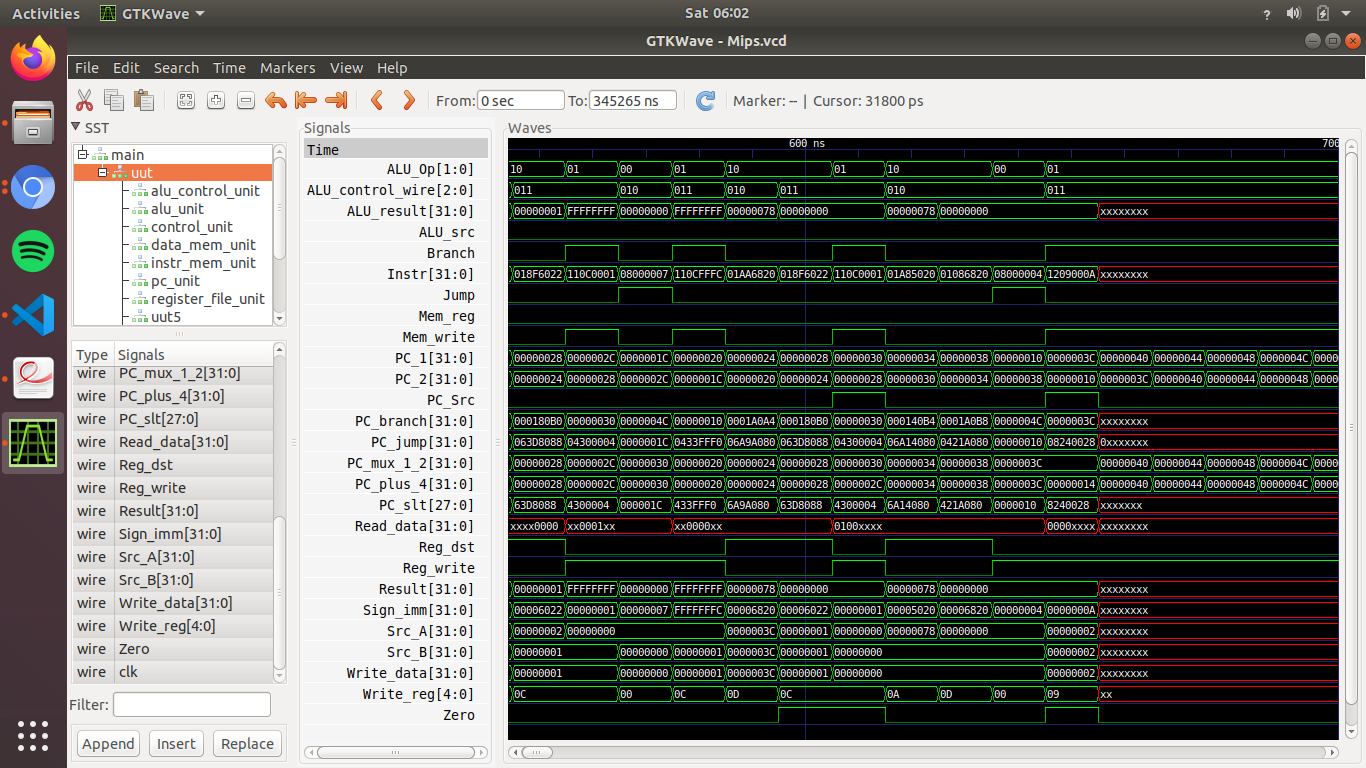 Activities GTKWave Sat 06:02 ?
GTKWave - Mips.vcd
File Edit Search Time Markers View Help
From: 0 sec To: 345265 ns Marker: -- | Cursor: 31800 ps
SST
main
uut
alu_control_unit
alu_unit
control_unit
data_mem_unit
instr_mem_unit
pc_unit
register_file_unit
uut5
Type Signals
wire PC_mux_1_2[31:0]
wire PC_plus_4[31:0]
wire PC_slt[27:0]
wire Read_data[31:0]
wire Reg_dst
wire Reg_write
wire Result[31:0]
wire Sign_imm[31:0]
wire Src_A[31:0]
wire Src_B[31:0]
wire Write_data[31:0]
wire Write_reg[4:0]
wire Zero
wire clk
Filter:
Append Insert Replace
Signals Waves
Time 600 ns 700
ALU_Op[1:0] 10 01 00 01 10 01 10 00 01
ALU_control_wire[2:0] 011 010 011 010 011 010 011
ALU_result[31:0] 00000001 FFFFFFFF 00000000 FFFFFFFF 00000078 00000000 00000078 00000000 xxxxxxxx
ALU_src
Branch
Instr[31:0] 018F6022 110C0001 08000007 110CFFFC 01AA6820 018F6022 110C0001 01A85020 01086820 08000004 1209000A xxxxxxxx
Jump
Mem_reg
Mem_write
PC_1[31:0] 00000028 0000002C 0000001C 00000020 00000024 00000028 00000030 00000034 00000038 00000010 0000003C 00000040 00000044 00000048 0000004C 0000
PC_2[31:0] 00000024 00000028 0000002C 0000001C 00000020 00000024 00000028 00000030 00000034 00000038 00000010 0000003C 00000040 00000044 00000048 0000
PC_Src
PC_branch[31:0] 000180B0 00000030 0000004C 00000010 0001A0A4 000180B0 00000030 000140B4 0001A0B8 0000004C 0000003C xxxxxxxx
PC_jump[31:0] 063D8088 04300004 0000001C 0433FFF0 06A9A080 063D8088 04300004 06A14080 0421A080 00000010 08240028 0xxxxxxx
PC_mux_1_2[31:0] 00000028 0000002C 00000030 00000020 00000024 00000028 00000030 00000034 00000038 0000003C 00000040 00000044 00000048 0000004C 0000
PC_plus_4[31:0] 00000028 0000002C 00000030 00000020 00000024 00000028 0000002C 00000034 00000038 0000003C 00000014 00000040 00000044 00000048 0000004C 0000
PC_slt[27:0] 63D8088 4300004 000001C 433FFF0 6A9A080 63D8088 4300004 6A14080 421A080 0000010 8240028 xxxxxxx
Read_data[31:0] xxxx0000 xx0001xx xx0000xx 0100xxxx 0000xxxx xxxxxxxx
Reg_dst
Reg_write
Result[31:0] 00000001 FFFFFFFF 00000000 FFFFFFFF 00000078 00000000 00000078 00000000 xxxxxxxx
Sign_imm[31:0] 00006022 00000001 00000007 FFFFFFFC 00006820 00006022 00000001 00005020 00006820 00000004 0000000A xxxxxxxx
Src_A[31:0] 00000002 00000000 0000003C 00000001 00000000 00000078 00000000 00000002 xxxxxxxx
Src_B[31:0] 00000001 00000000 00000001 0000003C 00000001 00000000 00000002 xxxxxxxx
Write_data[31:0] 00000001 00000000 00000001 0000003C 00000001 00000000 00000002 xxxxxxxx
Write_reg[4:0] 0C 00 0C 0D 0C 0A 0D 00 09 xx
Zero